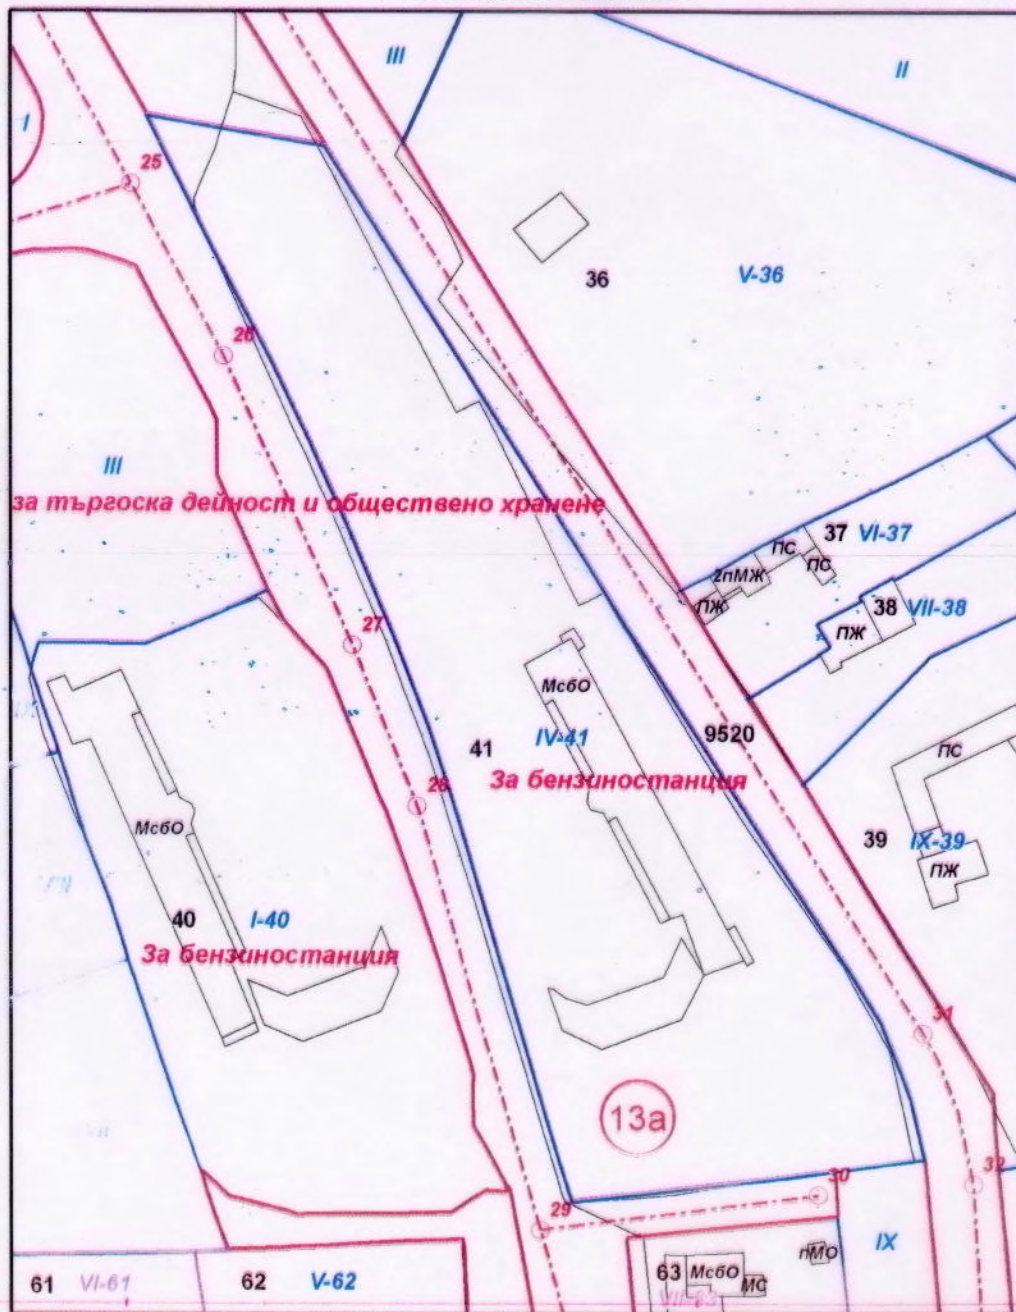 III
II
I
25
36
V-36
26
III
за търгоска дейност и обществено хранене
37 VI-37
ПС
ПС
2пМЖ
ПЖ
38 VII-38
ПЖ
27
МсбО
41
IV-41
9520
За бензиностанция
ПС
28
МсбО
39
IX-39
ПЖ
40
I-40
За бензиностанция
31
13а
32
30
29
IX
пМО
61
VI-61
62
V-62
63
МсбО
МС
VII-63